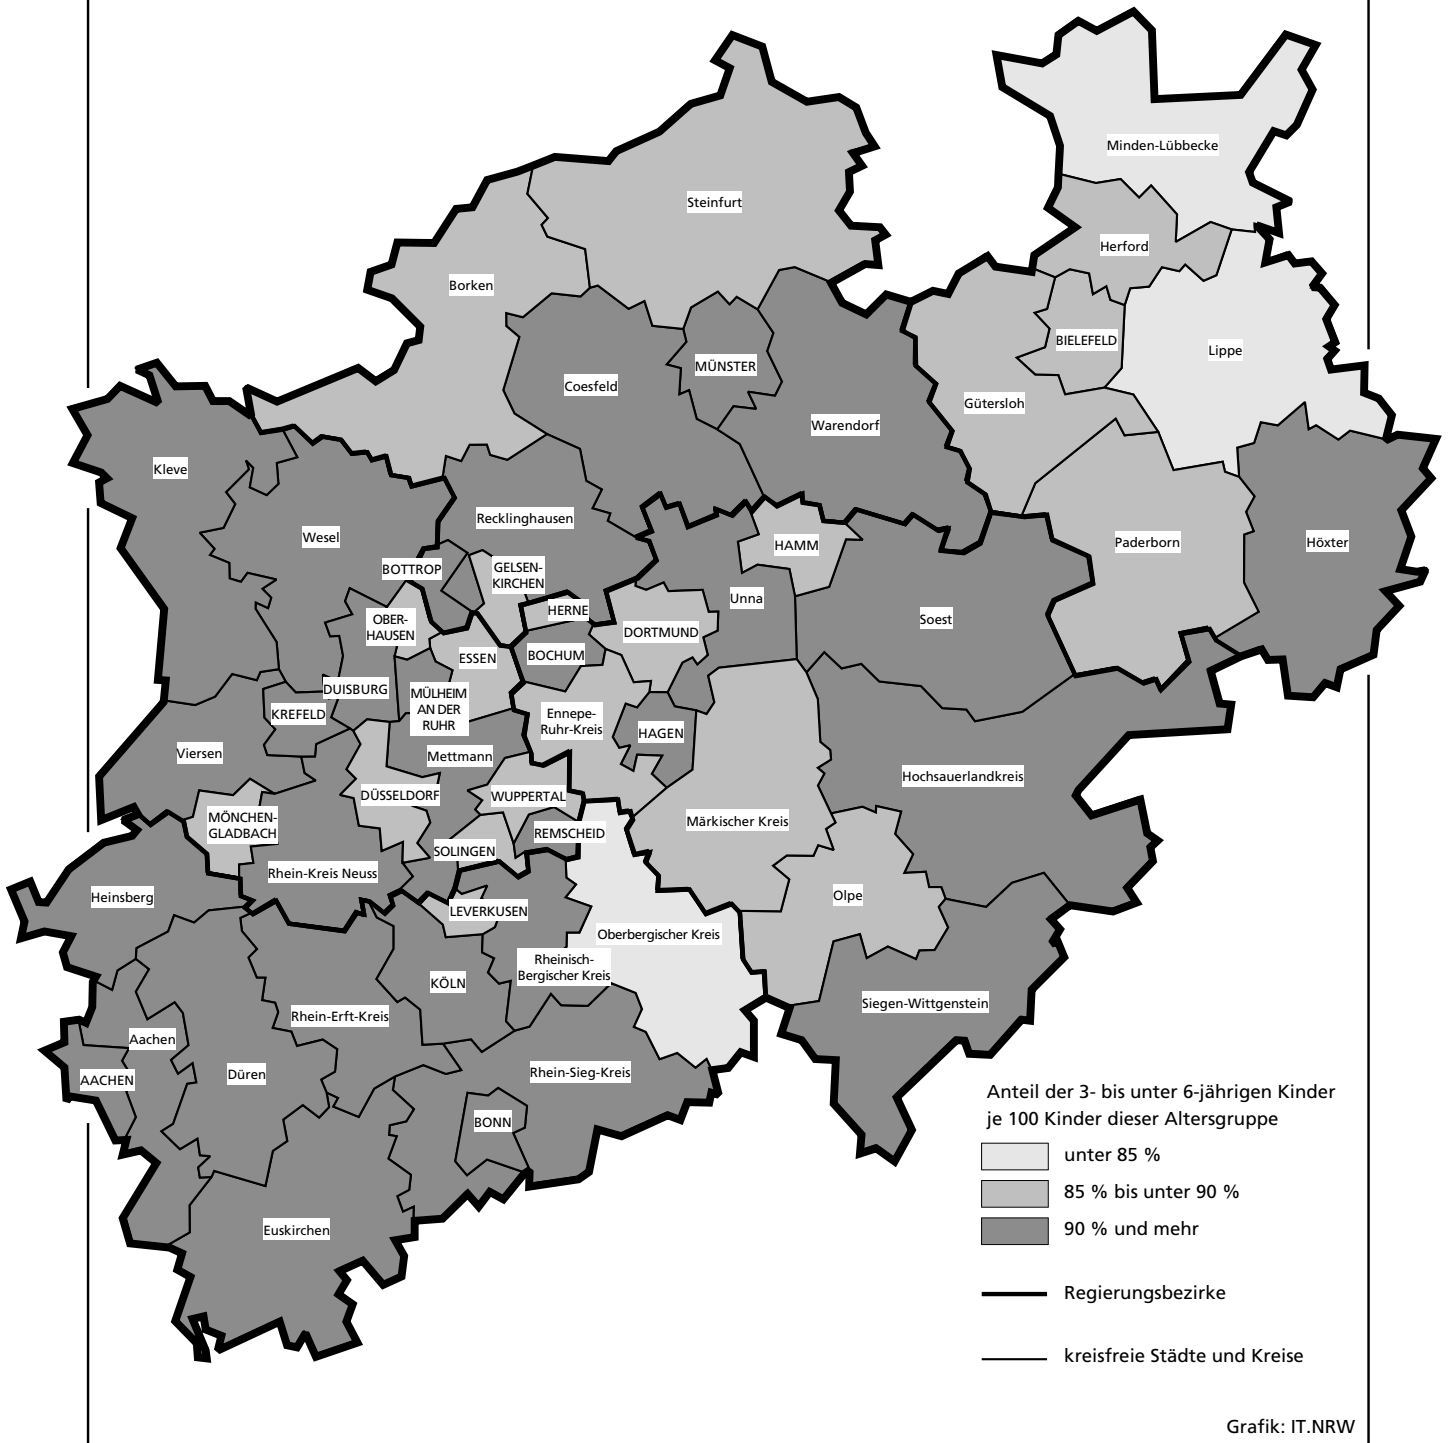 Minden-Lübbecke
Steinfurt
Herford
Borken
BIELEFELD
Lippe
MÜNSTER
Coesfeld
Gütersloh
Warendorf
Kleve
Recklinghausen
Wesel
HAMM
Paderborn
Höxter
BOTTROP
GELSEN-
KIRCHEN
Unna
HERNE
Soest
OBER-
HAUSEN
DORTMUND
ESSEN
BOCHUM
DUISBURG
MÜLHEIM
AN DER
RUHR
KREFELD
Ennepe-
Ruhr-Kreis
HAGEN
Viersen
Mettmann
Hochsauerlandkreis
DÜSSELDORF
WUPPERTAL
MÖNCHEN-
GLADBACH
Märkischer Kreis
REMSCHEID
SOLINGEN
Rhein-Kreis Neuss
Heinsberg
Olpe
LEVERKUSEN
Oberbergischer Kreis
Rheinisch-
Bergischer Kreis
KÖLN
Siegen-Wittgenstein
Rhein-Erft-Kreis
Aachen
AACHEN
Düren
Rhein-Sieg-Kreis
BONN
Euskirchen
Anteil der 3- bis unter 6-jährigen Kinder
je 100 Kinder dieser Altersgruppe
unter 85 %
85 % bis unter 90 %
90 % und mehr
Regierungsbezirke
kreisfreie Städte und Kreise
Grafik: IT.NRW